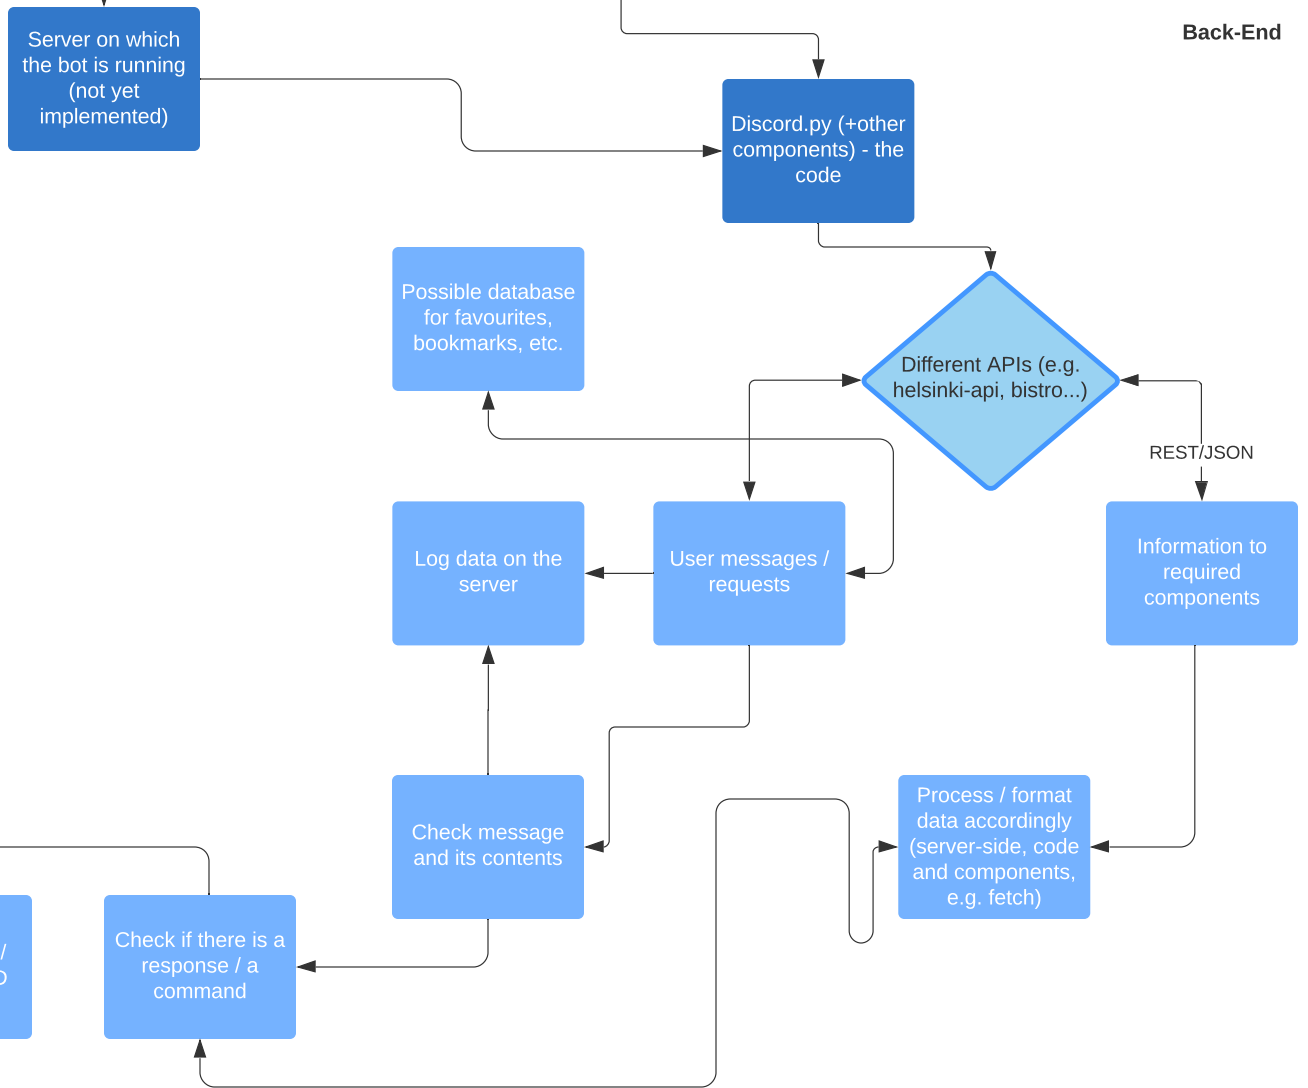 Back-End
Server on which
the bot is running
(not yet
implemented)
Discord.py (+other
components) - the
code
Possible database
for favourites,
bookmarks, etc.
Different APIs (e.g.
helsinki-api, bistro...)
REST/JSON
Log data on the
server
User messages /
requests
Information to
required
components
Check message
and its contents
Process / format
data accordingly
(server-side, code
and components,
e.g. fetch)
/
Check if there is a
response / a
command